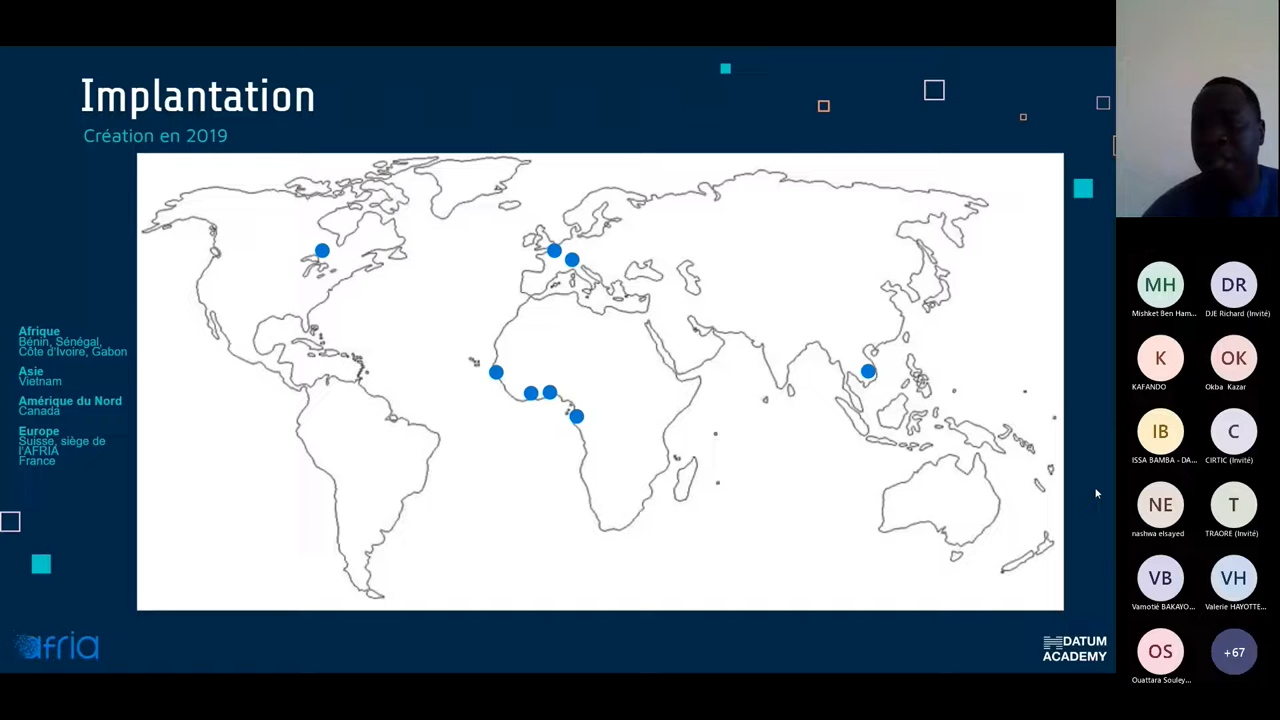 Implantation
Création en 2019
Afrique
Bénin, Sénégal,
Côte d'Ivoire, Gabon
Asie
Vietnam
Amérique du Nord
Canada
Europe
Suisse, siège de
l'AFRIA
France
afria
DATUM
ACADEMY
MH
DR
Mishket Ben Ham...
DJE Richard (Invité)
K
OK
KAFANDO
Okba Kazar
IB
C
ISSA BAMBA - DA...
CIRTIC (Invité)
NE
T
nashwa elsayed
TRAORE (Invité)
VB
VH
Vamotié BAKAYO...
Valerie HAYOTTE...
OS
+67
Ouattara Souley...